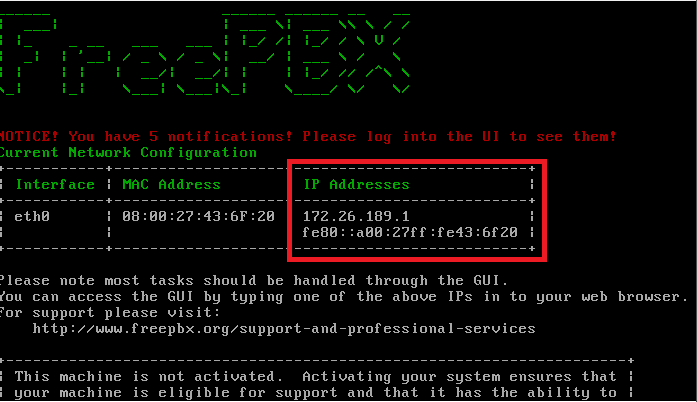 FreePBX
NOTICE! You have 5 notifications! Please log into the UI to see them!
Current Network Configuration
Interface | MAC Address | IP Addresses
eth0 | 08:00:27:43:6F:20 | 172.26.189.1
fe80::a00:27ff:fe43:6f20
Please note most tasks should be handled through the GUI.
You can access the GUI by typing one of the above IPs in to your web browser.
For support please visit:
http://www.freepbx.org/support-and-professional-services
This machine is not activated.  Activating your system ensures that
your machine is eligible for support and that it has the ability to